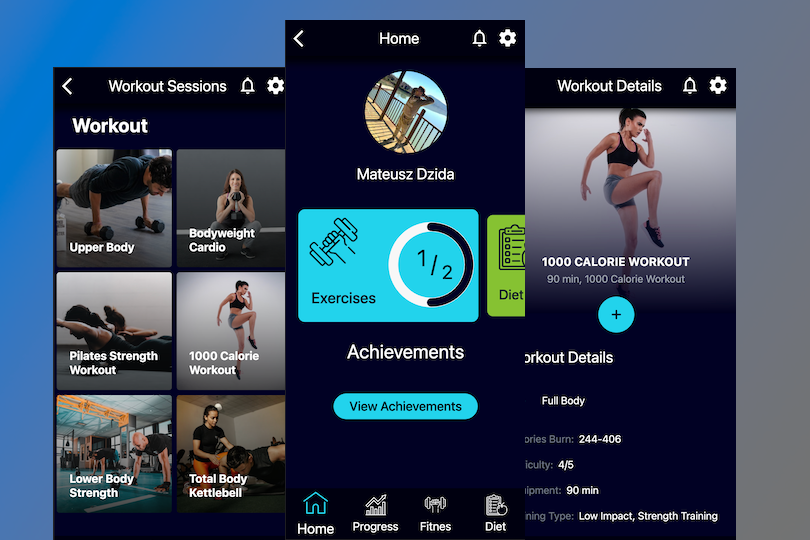 Workout Sessions
Workout
Upper Body
Bodyweight
Cardio
Pilates Strength
Workout
1000 Calorie
Workout
Lower Body
Strength
Total Body
Kettlebell
Home
Mateusz Dzida
Exercises
1/2
Diet
Achievements
View Achievements
Home
Progress
Fitnes
Diet
Workout Details
1000 CALORIE WORKOUT
90 min, 1000 Calorie Workout
+
orkout Details
Full Body
ories Burn: 244-406
ficulty: 4/5
uipment: 90 min
ning Type: Low Impact, Strength Training